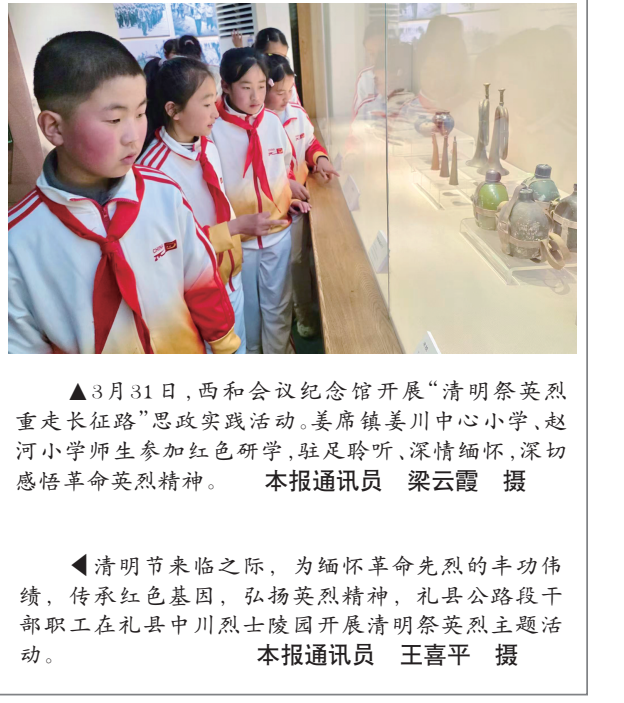 ▲3月31日,西和会议纪念馆开展“清明祭英烈
重走长征路”思政实践活动。姜席镇姜川中心小学、赵
河小学师生参加红色研学,驻足聆听、深情缅怀,深切
感悟革命英烈精神。 本报通讯员 梁云霞 摄
◀清明节来临之际，为缅怀革命先烈的丰功伟
绩，传承红色基因，弘扬英烈精神，礼县公路段干
部职工在礼县中川烈士陵园开展清明祭英烈主题活
动。 本报通讯员 王喜平 摄